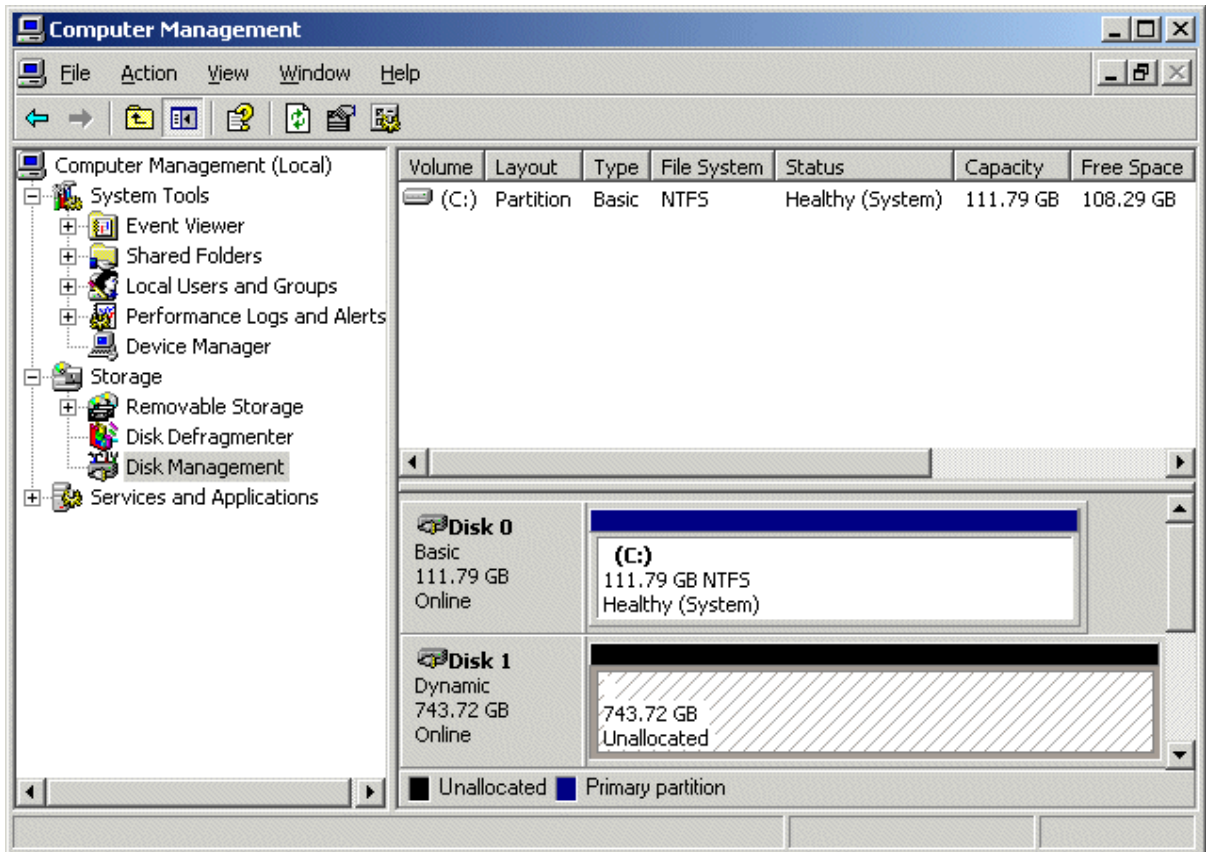 Computer Management
File Action View Window Help
Computer Management (Local)
System Tools
Event Viewer
Shared Folders
Local Users and Groups
Performance Logs and Alerts
Device Manager
Storage
Removable Storage
Disk Defragmenter
Disk Management
Services and Applications
Volume Layout Type File System Status Capacity Free Space
(C:) Partition Basic NTFS Healthy (System) 111.79 GB 108.29 GB
Disk 0
Basic
111.79 GB
Online
(C:)
111.79 GB NTFS
Healthy (System)
Disk 1
Dynamic
743.72 GB
Online
743.72 GB
Unallocated
Unallocated Primary partition